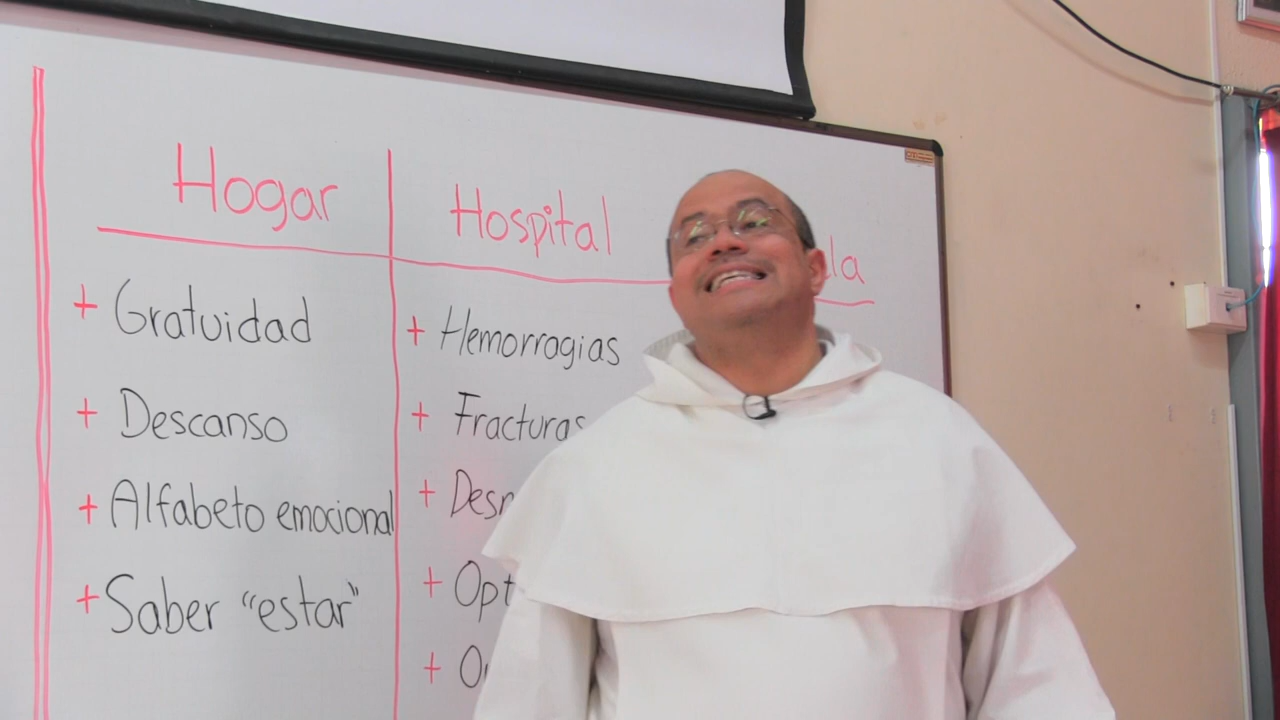 Hogar
+ Gratuidad
+ Descanso
+ Alfabeto emocional
+ Saber "estar"
Hospital
+ Hemorragias
+ Fracturas
+
+
+